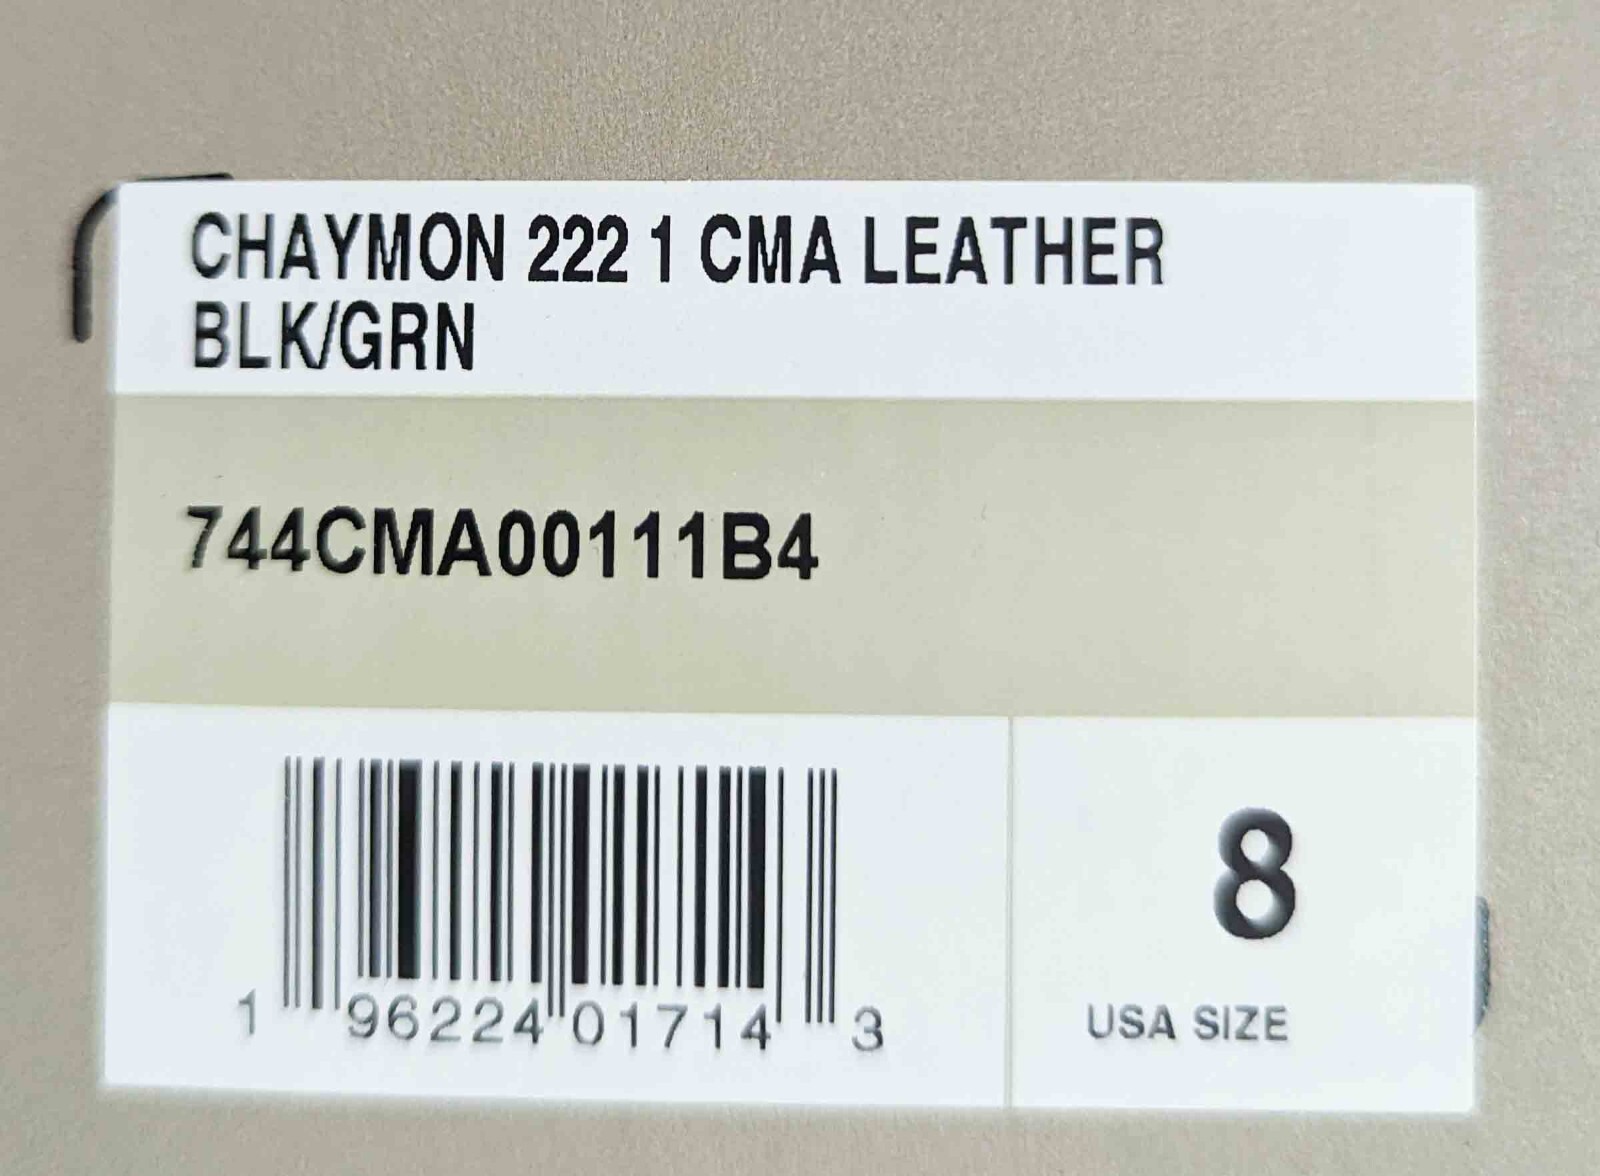 CHAYMON 222 1 CMA LEATHER
BLK/GRN
744CMA00111B4
1 96224 01714 3
8
USA SIZE